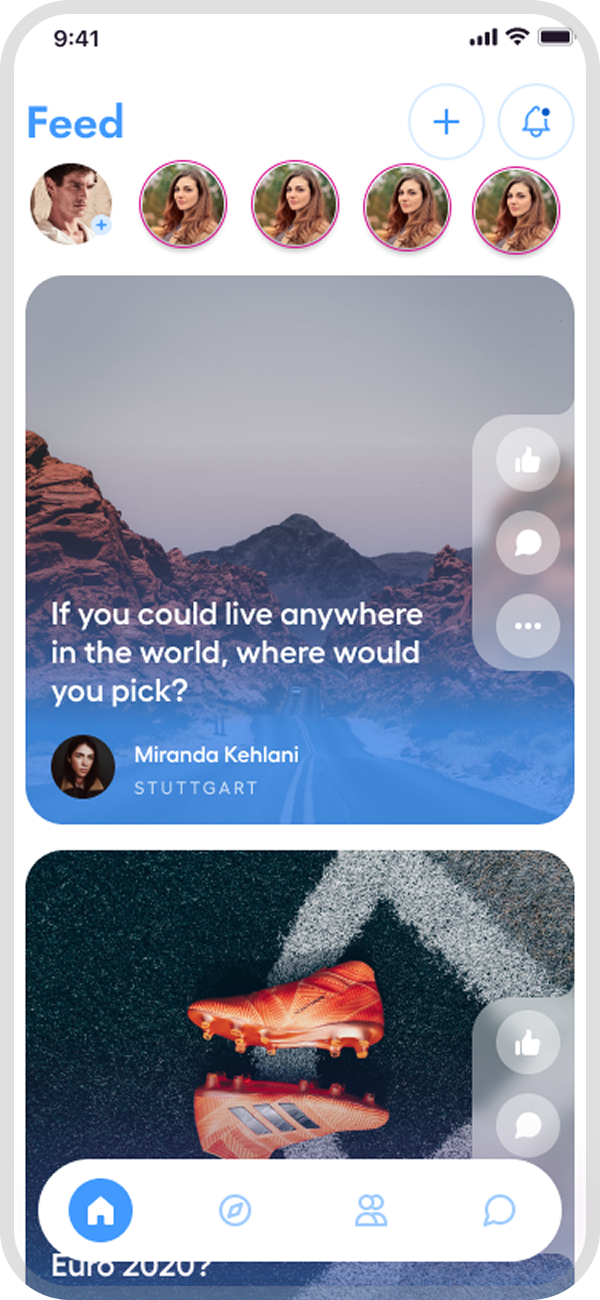 9:41
Feed
If you could live anywhere
in the world, where would
you pick?
Miranda Kehlani
STUTTGART
Euro 2020?